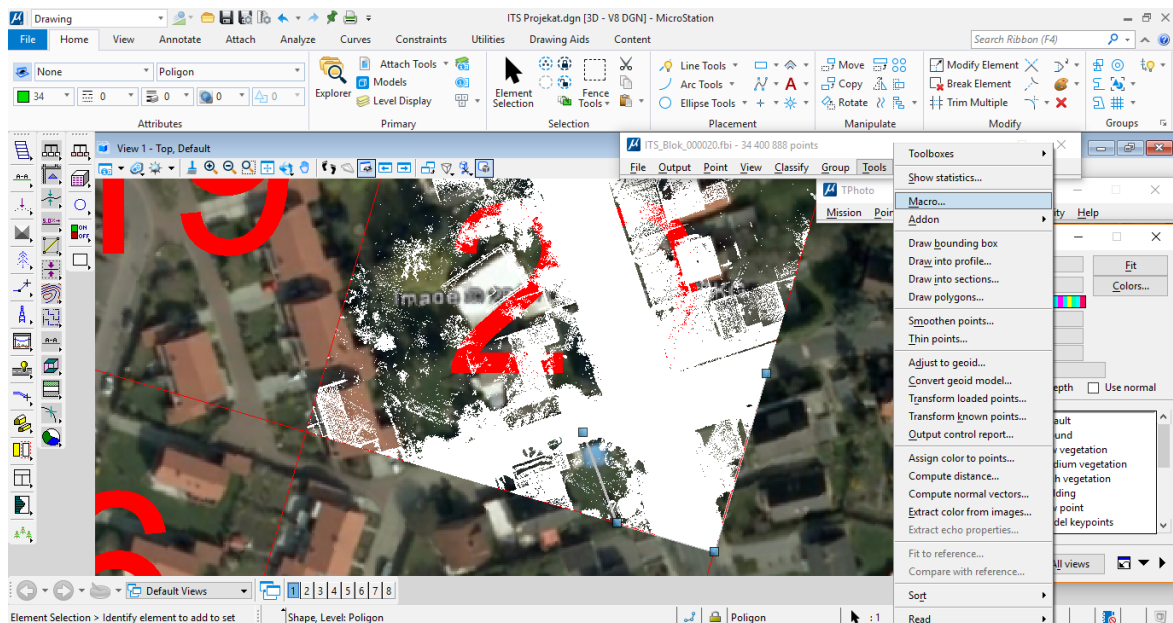 Drawing
ITS Projekat.dgn [3D - V8 DGN] - MicroStation
File Home View Annotate Attach Analyze Curves Constraints Utilities Drawing Aids Content
Search Ribbon (F4)
None
Polygon
34
0
0
0
0
Attributes
Explorer
Attach Tools
Models
Level Display
Primary
Element Selection
Fence Tools
Selection
Line Tools
Arc Tools
Ellipse Tools
Placement
Move
Copy
Rotate
Manipulate
Modify Element
Break Element
Trim Multiple
Modify
Groups
View 1 - Top, Default
ITS_Blok_000020.fbi - 34 400 888 points
File Output Point View Classify Group Tools
TPhoto
Mission
Help
Fit
Colors...
Use normal
All views
Toolboxes
Show statistics...
Macro...
Addon
Draw bounding box
Draw into profile...
Draw into sections...
Draw polygons...
Smoothen points...
Thin points...
Adjust to geoid...
Convert geoid model...
Transform loaded points...
Transform known points...
Output control report...
Assign color to points...
Compute distance...
Compute normal vectors...
Extract color from images...
Extract echo properties...
Fit to reference...
Compare with reference...
Sort
Read
vegetation
vegetation
vegetation
point
keypoints
2
Default Views
1 2 3 4 5 6 7 8
Element Selection > Identify element to add to set
Shape, Level: Polygon
Polygon
: 1